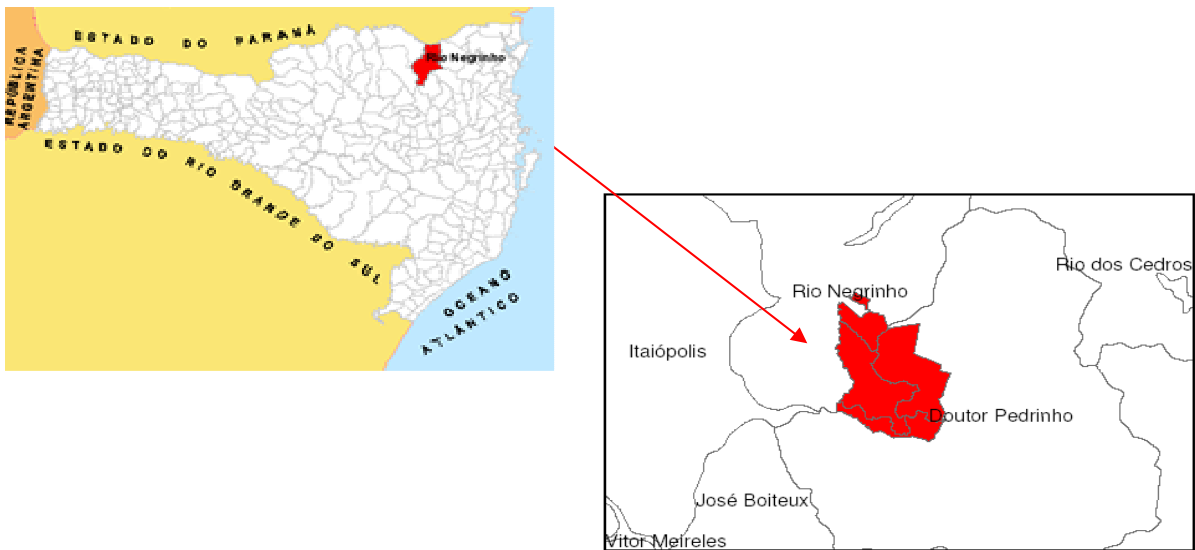 ESTADO DO PARANÁ
Rio Negrinho
REPÚBLICA
ARGENTINA
ESTADO DO RIO GRANDE DO SUL
OCEANO
ATLÂNTICO
Rio dos Cedros
Rio Negrinho
Itaiópolis
Doutor Pedrinho
José Boiteux
Vitor Meireles